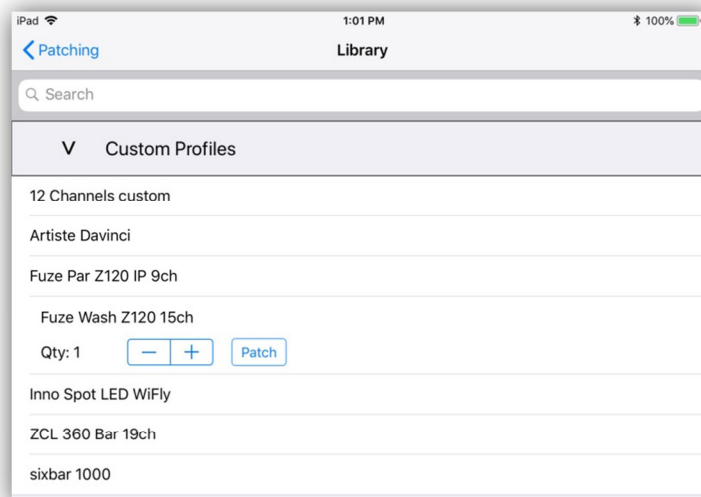 iPad 1:01 PM 100%
Patching Library
Search
V Custom Profiles
12 Channels custom
Artiste Davinci
Fuze Par Z120 IP 9ch
Fuze Wash Z120 15ch
Qty: 1 − + Patch
Inno Spot LED WiFly
ZCL 360 Bar 19ch
sixbar 1000